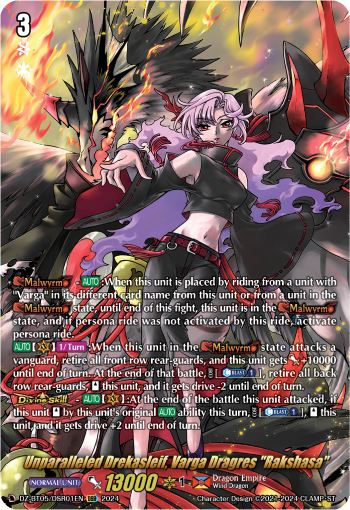 3
Malwyrm - AUTO :When this unit is placed by riding from a unit with
"Varga" in its different card name from this unit or from a unit in the
Malwyrm state, until end of this fight, this unit is in the Malwyrm
state, and if persona ride was not activated by this ride, activate
persona ride.
AUTO 1/Turn :When this unit in the Malwyrm state attacks a
vanguard, retire all front row rear-guards, and this unit gets +10000
until end of turn. At the end of that battle, [ BLAST 1 ], retire all back
row rear-guards, this unit, and it gets drive -2 until end of turn.
Divine Skill - AUTO :At the end of the battle this unit attacked, if
this unit by this unit's original AUTO ability this turn, [ BLAST 1 ], this
unit, and it gets drive +2 until end of turn.
Unparalleled Drekasleif, Varga Dragres "Rakshasa"
NORMAL UNIT 13000 1 Dragon Empire
Wind Dragon
DZ-BT05/DSR01EN 2024 Character Design ©2021-2024 CLAMP·ST